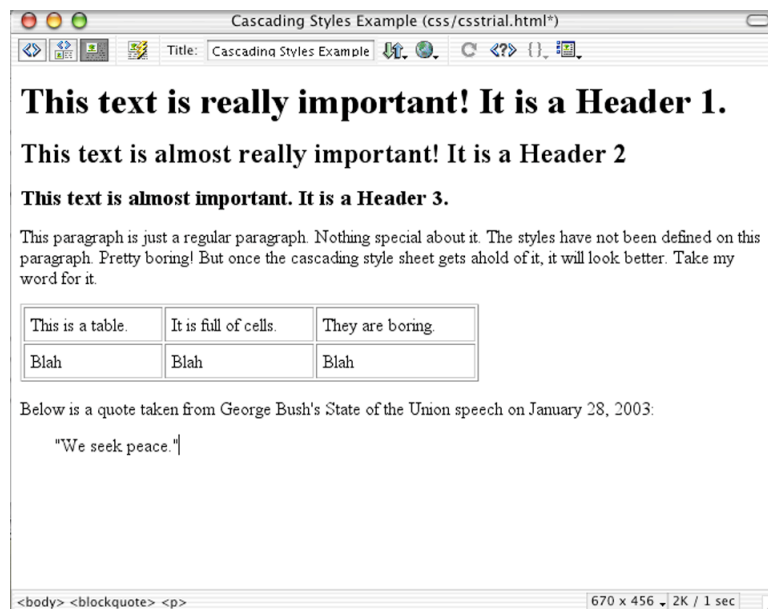 Cascading Styles Example (css/csstrial.html*)
Title: Cascading Styles Example
This text is really important! It is a Header 1.
This text is almost really important! It is a Header 2
This text is almost important. It is a Header 3.
This paragraph is just a regular paragraph. Nothing special about it. The styles have not been defined on this
paragraph. Pretty boring! But once the cascading style sheet gets ahold of it, it will look better. Take my
word for it.
This is a table. It is full of cells. They are boring.
Blah Blah Blah
Below is a quote taken from George Bush's State of the Union speech on January 28, 2003:
"We seek peace."
<body> <blockquote> <p> 670 x 456 2K / 1 sec